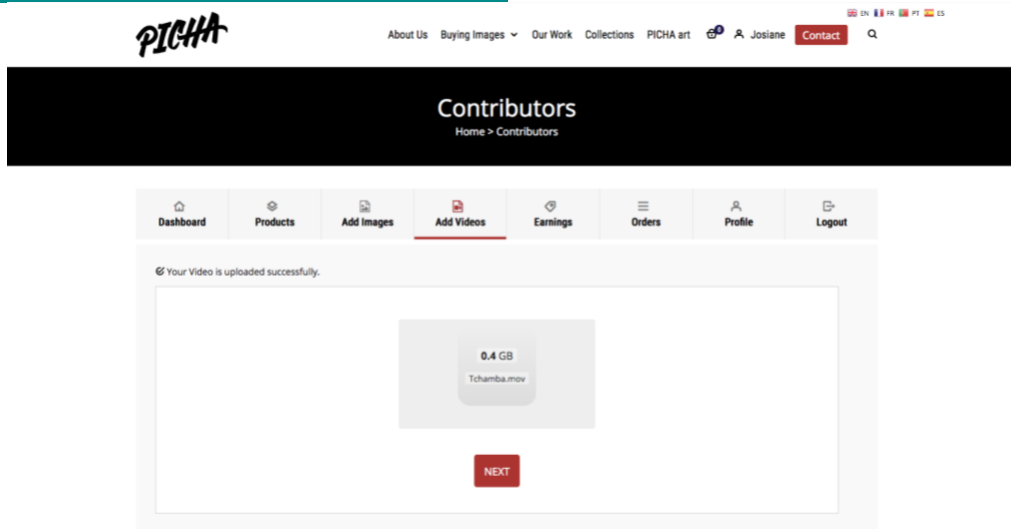 EN FR PT ES
PICHA
About Us Buying Images Our Work Collections PICHA art 0 Josiane Contact
Contributors
Home > Contributors
Dashboard Products Add Images Add Videos Earnings Orders Profile Logout
Your Video is uploaded successfully.
0.4 GB
Tchamba.mov
NEXT